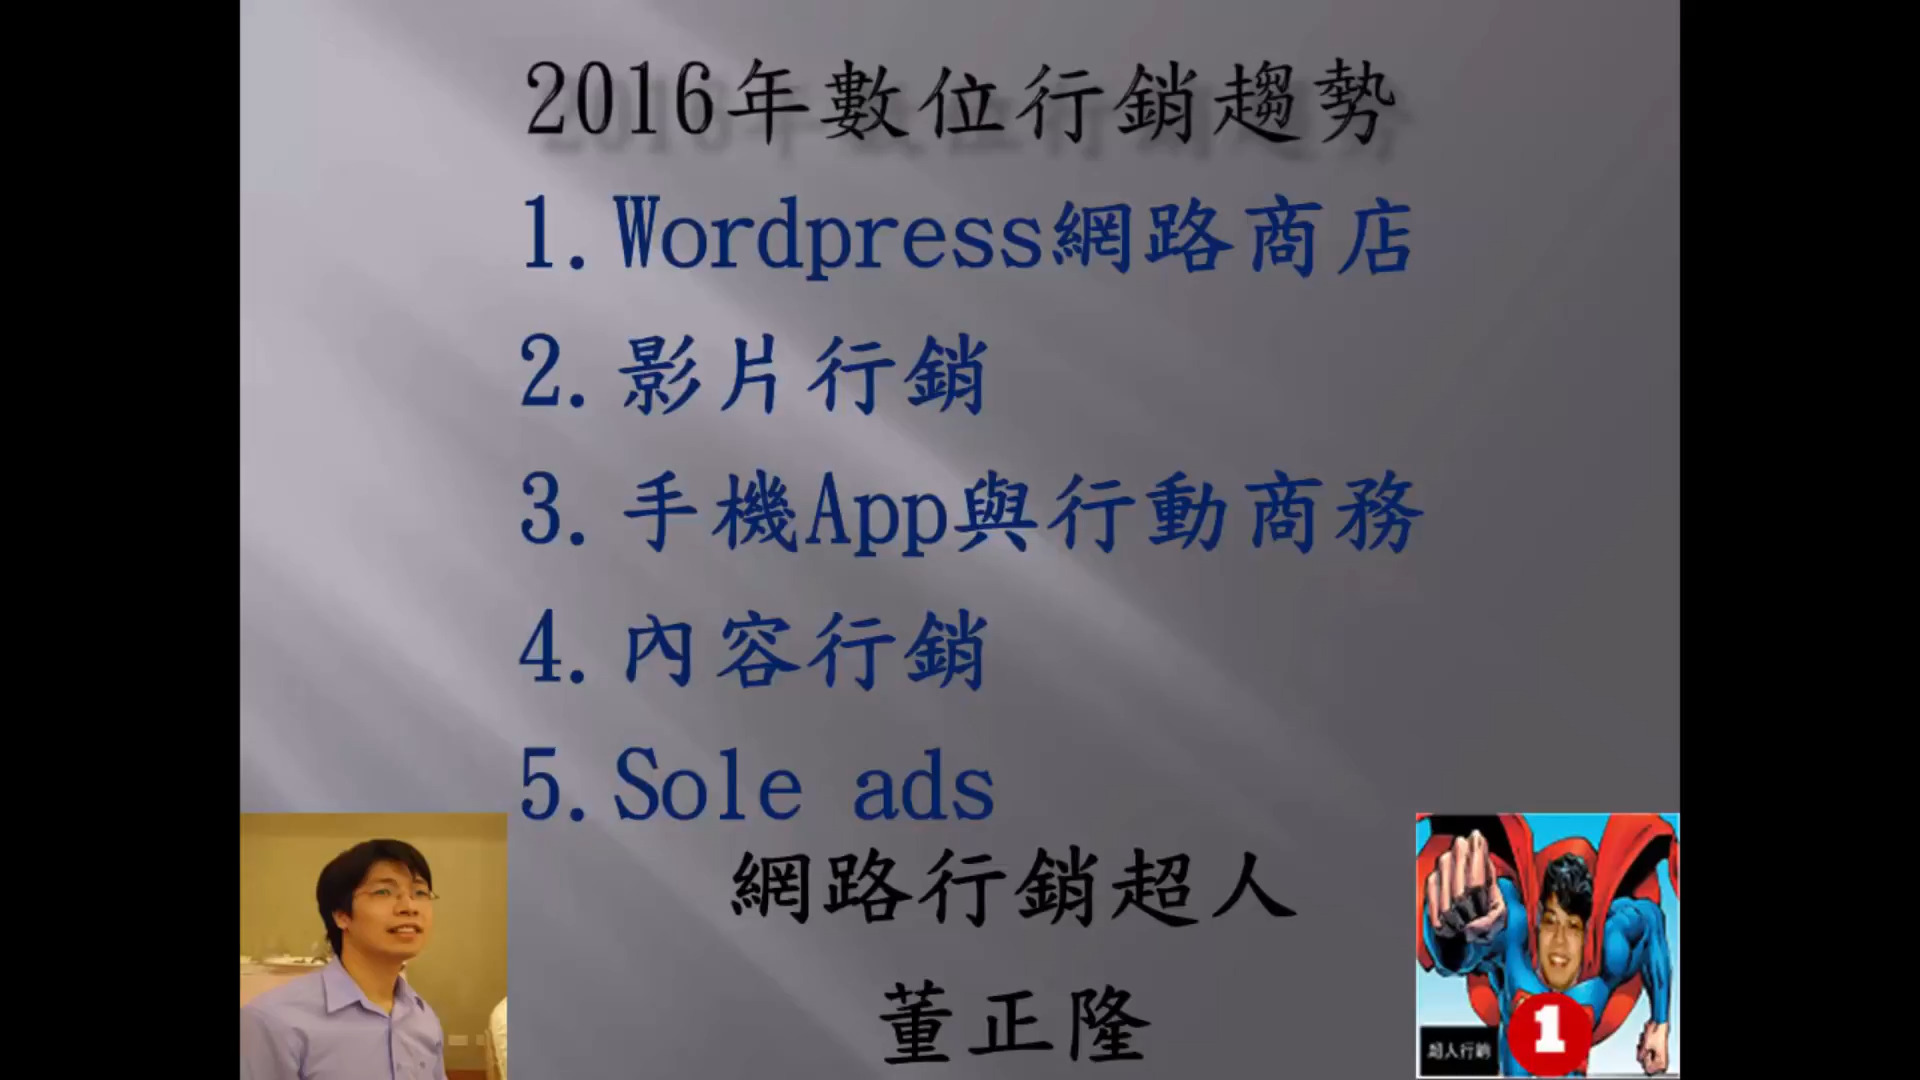 2016年數位行銷趨勢
1.Wordpress網路商店
2.影片行銷
3.手機App與行動商務
4.內容行銷
5.Sole ads
網路行銷超人
董正隆
超人行銷
1